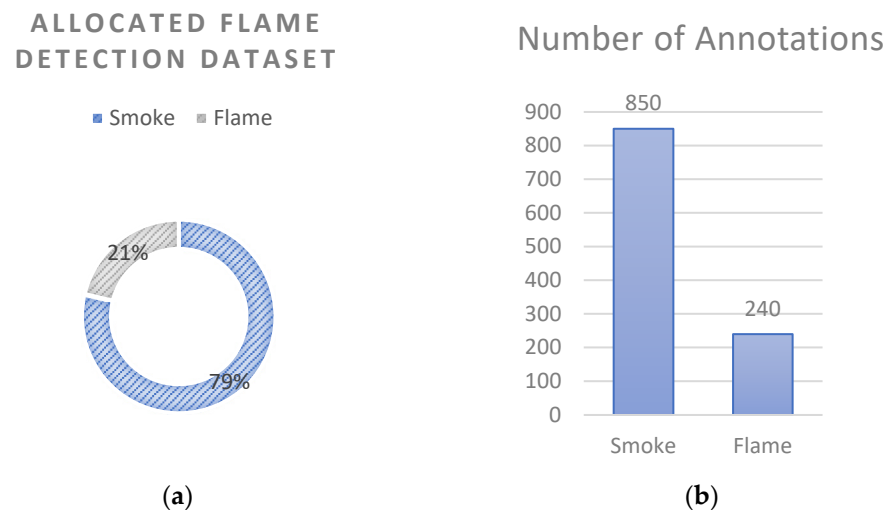 ALLOCATED FLAME
DETECTION DATASET
Smoke Flame
21%
79%
(a)
Number of Annotations
900
800
700
600
500
400
300
200
100
0
850
240
Smoke Flame
(b)